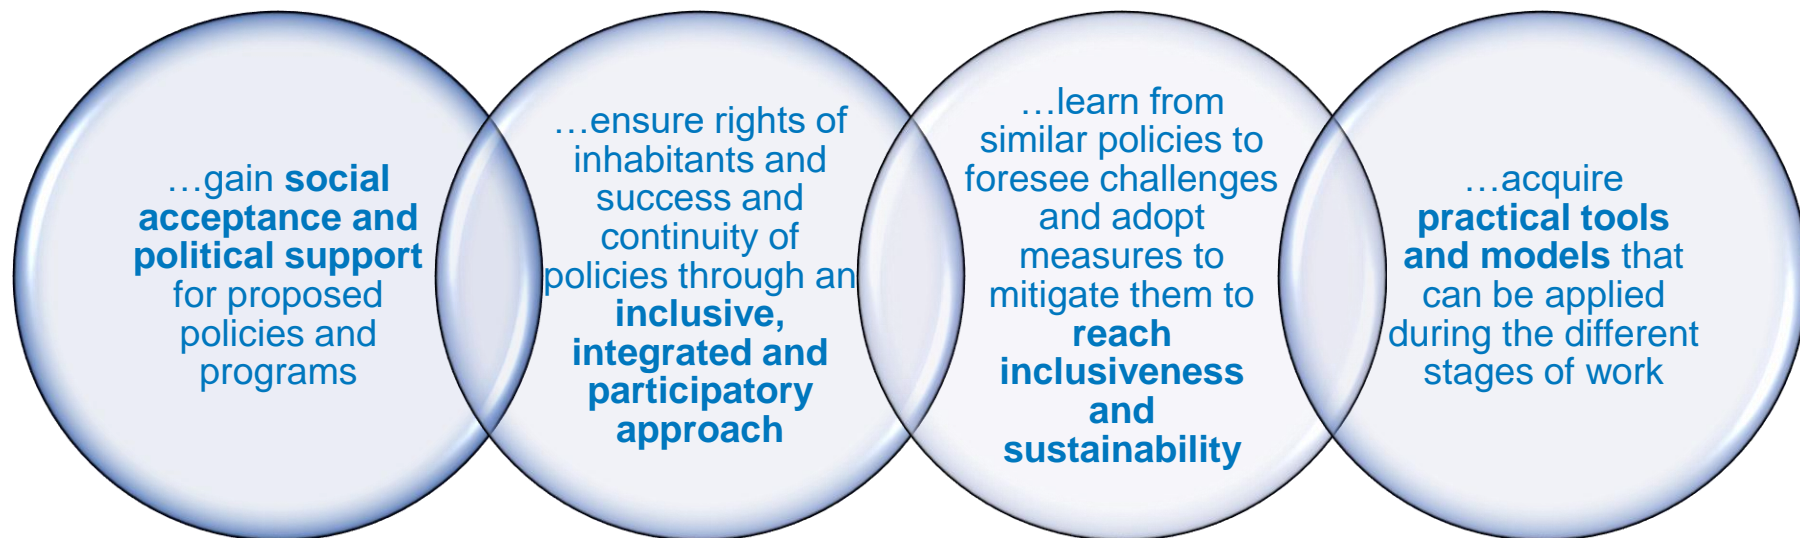 …gain social
acceptance and
political support
for proposed
policies and
programs
…ensure rights of
inhabitants and
success and
continuity of
policies through an
inclusive,
integrated and
participatory
approach
…learn from
similar policies to
foresee challenges
and adopt
measures to
mitigate them to
reach
inclusiveness
and
sustainability
…acquire
practical tools
and models that
can be applied
during the different
stages of work